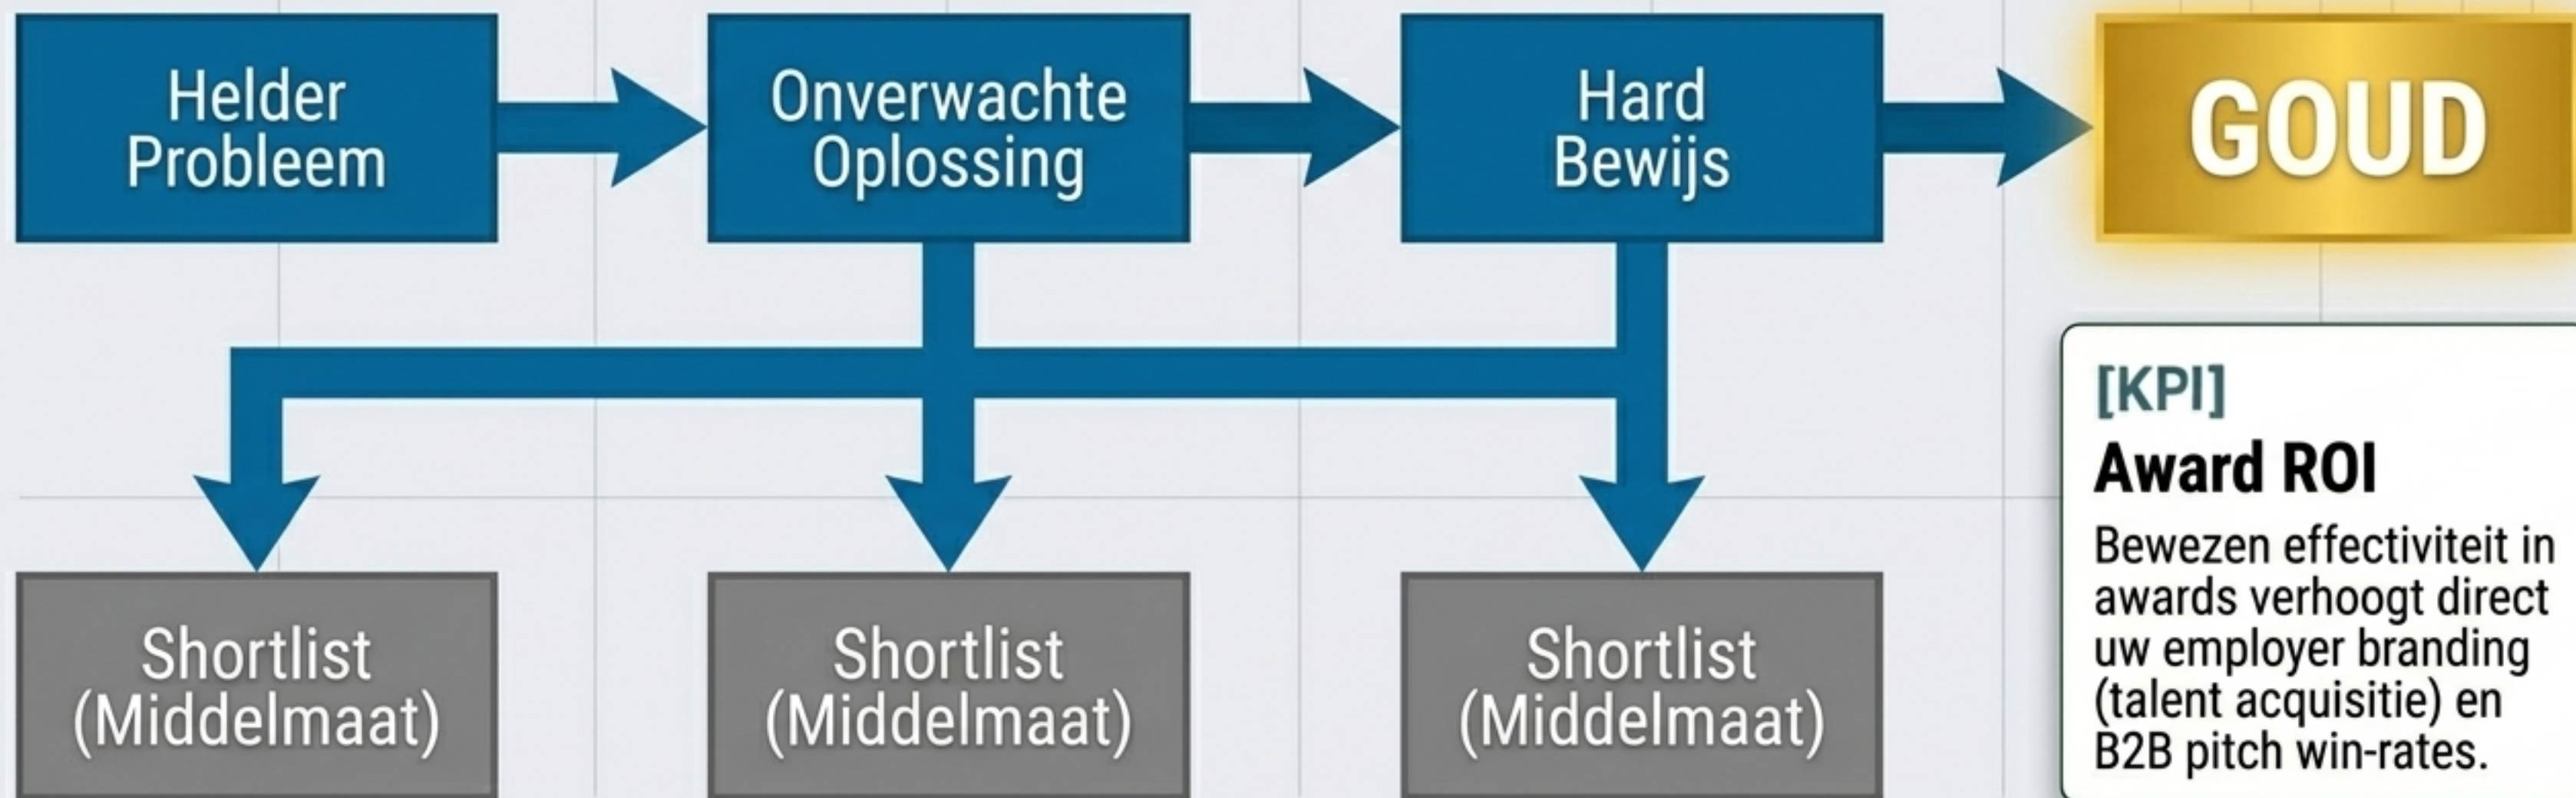 Helder
Probleem
Onverwachte
Oplossing
Hard
Bewijs
GOUD
Shortlist
(Middelmaat)
Shortlist
(Middelmaat)
Shortlist
(Middelmaat)
[KPI]
Award ROI
Bewezen effectiviteit in
awards verhoogt direct
uw employer branding
(talent acquisitie) en
B2B pitch win-rates.